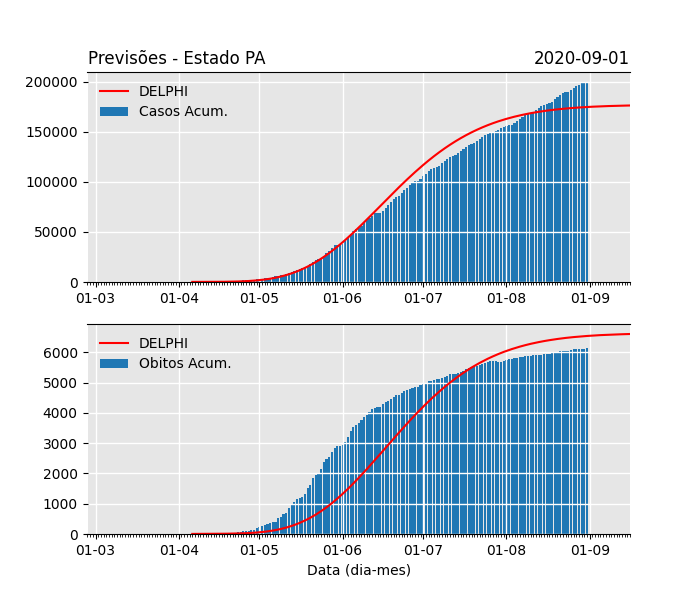 Previsões - Estado PA 2020-09-01
200000
150000
100000
50000
0
DELPHI
Casos Acum.
01-03 01-04 01-05 01-06 01-07 01-08 01-09
6000
5000
4000
3000
2000
1000
0
DELPHI
Obitos Acum.
01-03 01-04 01-05 01-06 01-07 01-08 01-09
Data (dia-mes)